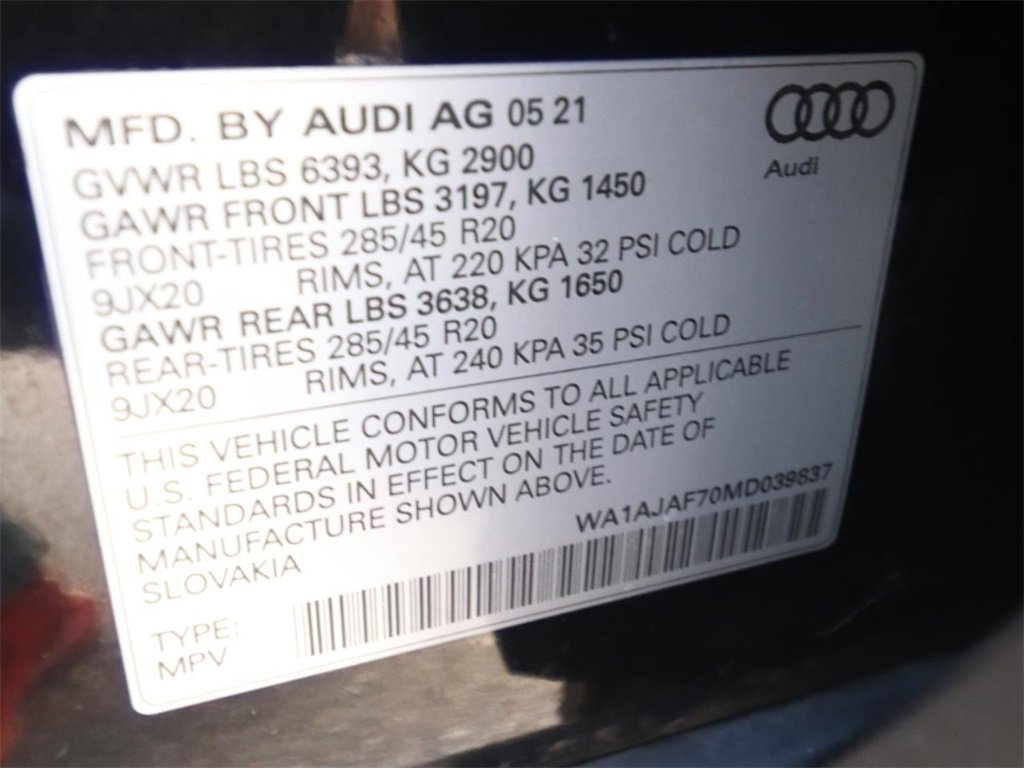 MFD. BY AUDI AG 05 21
Audi
GVWR LBS 6393, KG 2900
GAWR FRONT LBS 3197, KG 1450
FRONT-TIRES 285/45 R20
9JX20 RIMS, AT 220 KPA 32 PSI COLD
GAWR REAR LBS 3638, KG 1650
REAR-TIRES 285/45 R20
9JX20 RIMS, AT 240 KPA 35 PSI COLD
THIS VEHICLE CONFORMS TO ALL APPLICABLE
U.S. FEDERAL MOTOR VEHICLE SAFETY
STANDARDS IN EFFECT ON THE DATE OF
MANUFACTURE SHOWN ABOVE.
SLOVAKIA
WA1AJAF70MD039837
TYPE:
MPV